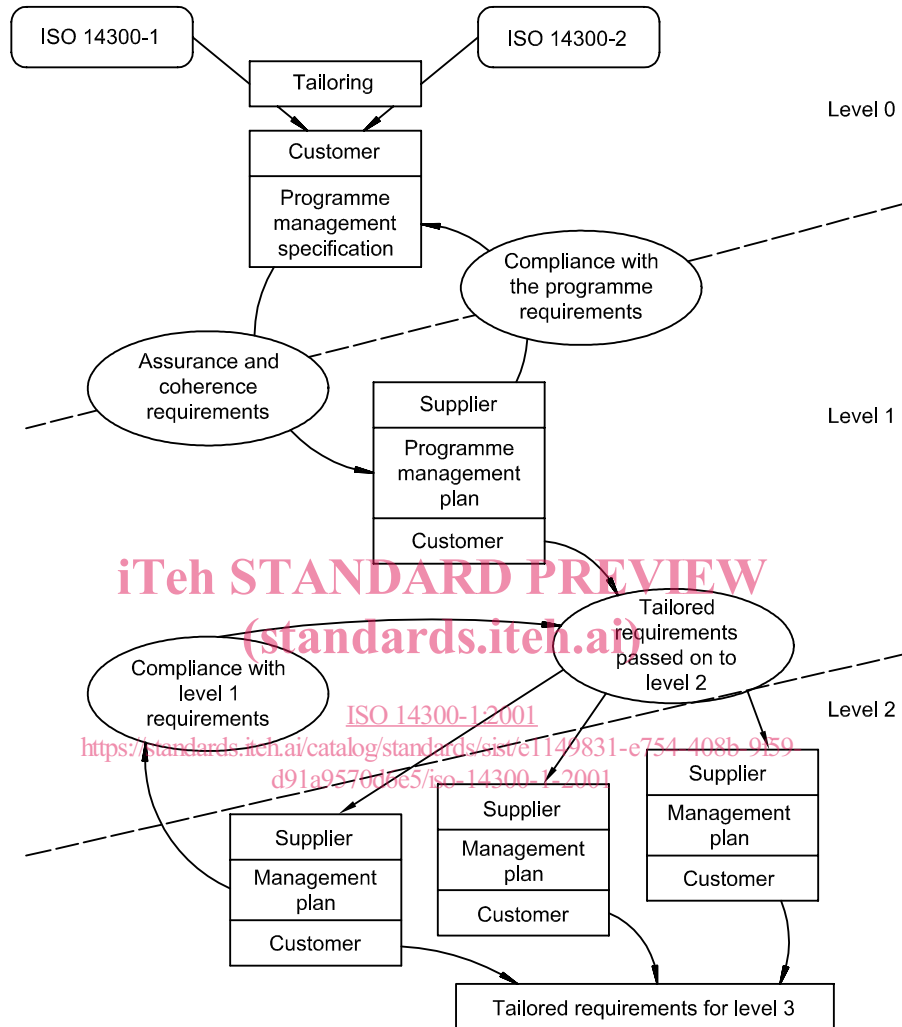 ISO 14300-1
ISO 14300-2
Tailoring
Level 0
Customer
Programme
management
specification
Compliance with
the programme
requirements
Assurance and
coherence
requirements
Level 1
Supplier
Programme
management
plan
Customer
iTeh STANDARD PREVIEW
(standards.iteh.ai)
Tailored
requirements
passed on to
level 2
Compliance with
level 1
requirements
Level 2
ISO 14300-1:2001
https://standards.iteh.ai/catalog/standards/sist/e1149831-e754-408b-9f59-
d91a9570d6e5/iso-14300-1-2001
Supplier
Management
plan
Customer
Supplier
Management
plan
Customer
Supplier
Management
plan
Customer
Tailored requirements for level 3